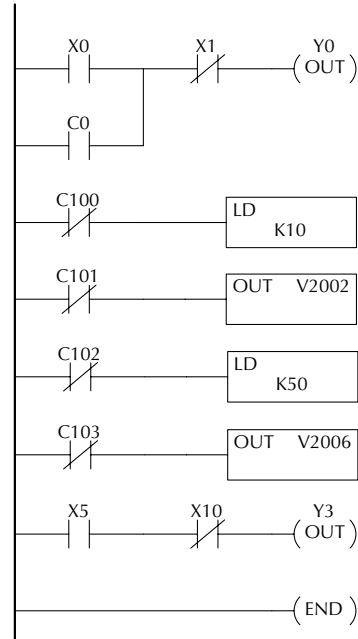 X0 X1 Y0
OUT
C0
C100
LD
K10
C101
OUT V2002
C102
LD
K50
C103
OUT V2006
X5 X10 Y3
OUT
END